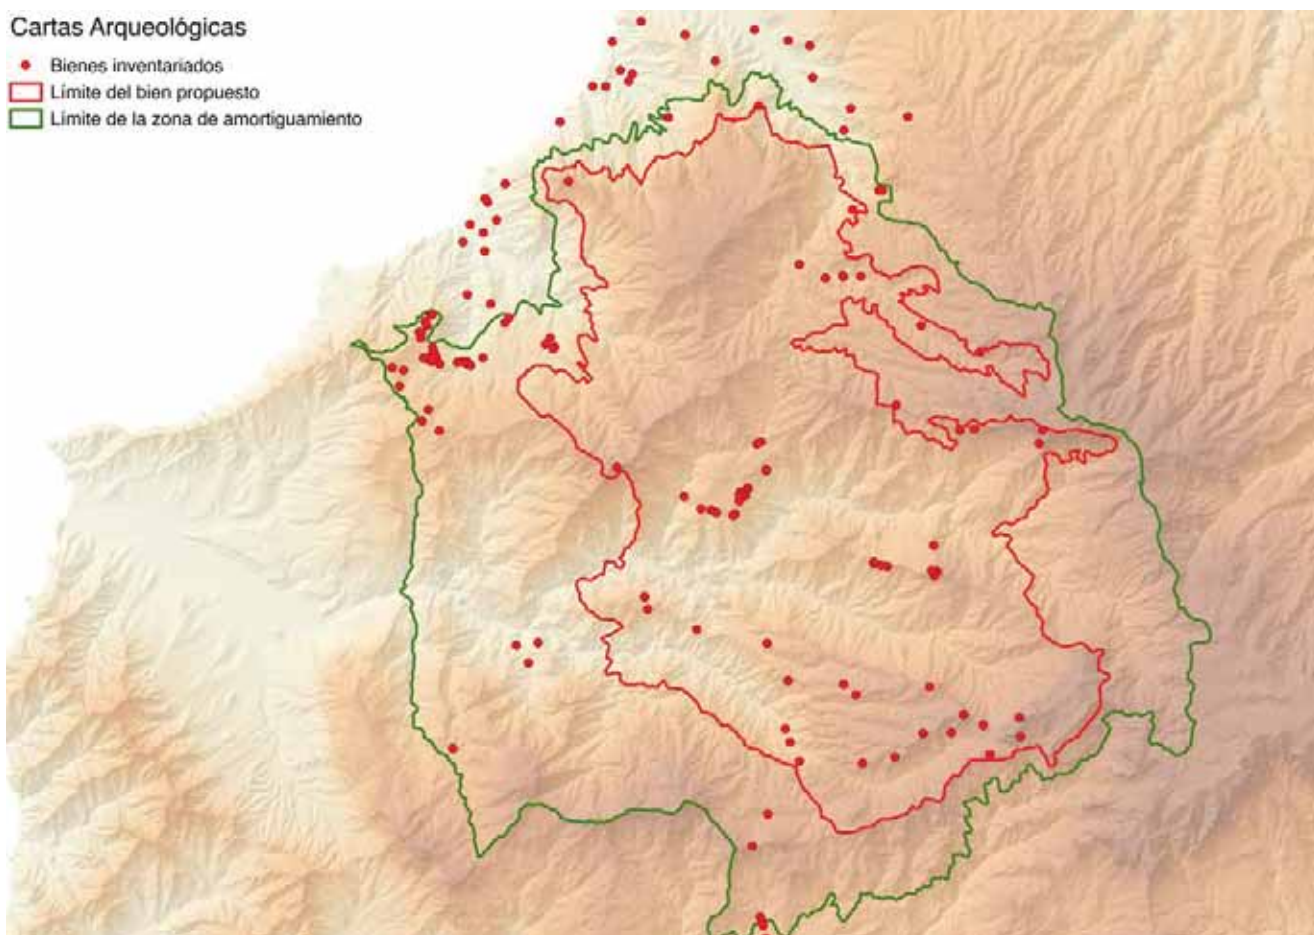 Cartas Arqueológicas
Bienes inventariados
Límite del bien propuesto
Límite de la zona de amortiguamiento